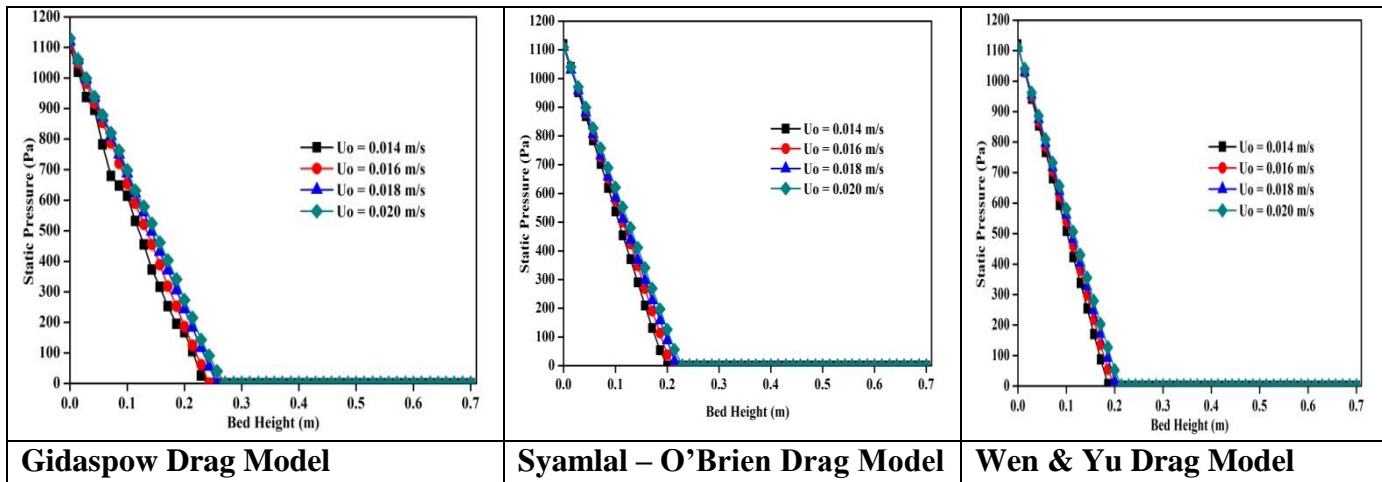 1200
1100
1000
900
800
700
600
500
400
300
200
100
0
Static Pressure (Pa)
Uo = 0.014 m/s
Uo = 0.016 m/s
Uo = 0.018 m/s
Uo = 0.020 m/s
0.0 0.1 0.2 0.3 0.4 0.5 0.6 0.7
Bed Height (m)
1200
1100
1000
900
800
700
600
500
400
300
200
100
0
Static Pressure (Pa)
Uo = 0.014 m/s
Uo = 0.016 m/s
Uo = 0.018 m/s
Uo = 0.020 m/s
0.0 0.1 0.2 0.3 0.4 0.5 0.6 0.7
Bed Height (m)
1200
1100
1000
900
800
700
600
500
400
300
200
100
0
Static Pressure (Pa)
Uo = 0.014 m/s
Uo = 0.016 m/s
Uo = 0.018 m/s
Uo = 0.020 m/s
0.0 0.1 0.2 0.3 0.4 0.5 0.6 0.7
Bed Height (m)
Gidaspow Drag Model
Syamlal – O’Brien Drag Model
Wen & Yu Drag Model